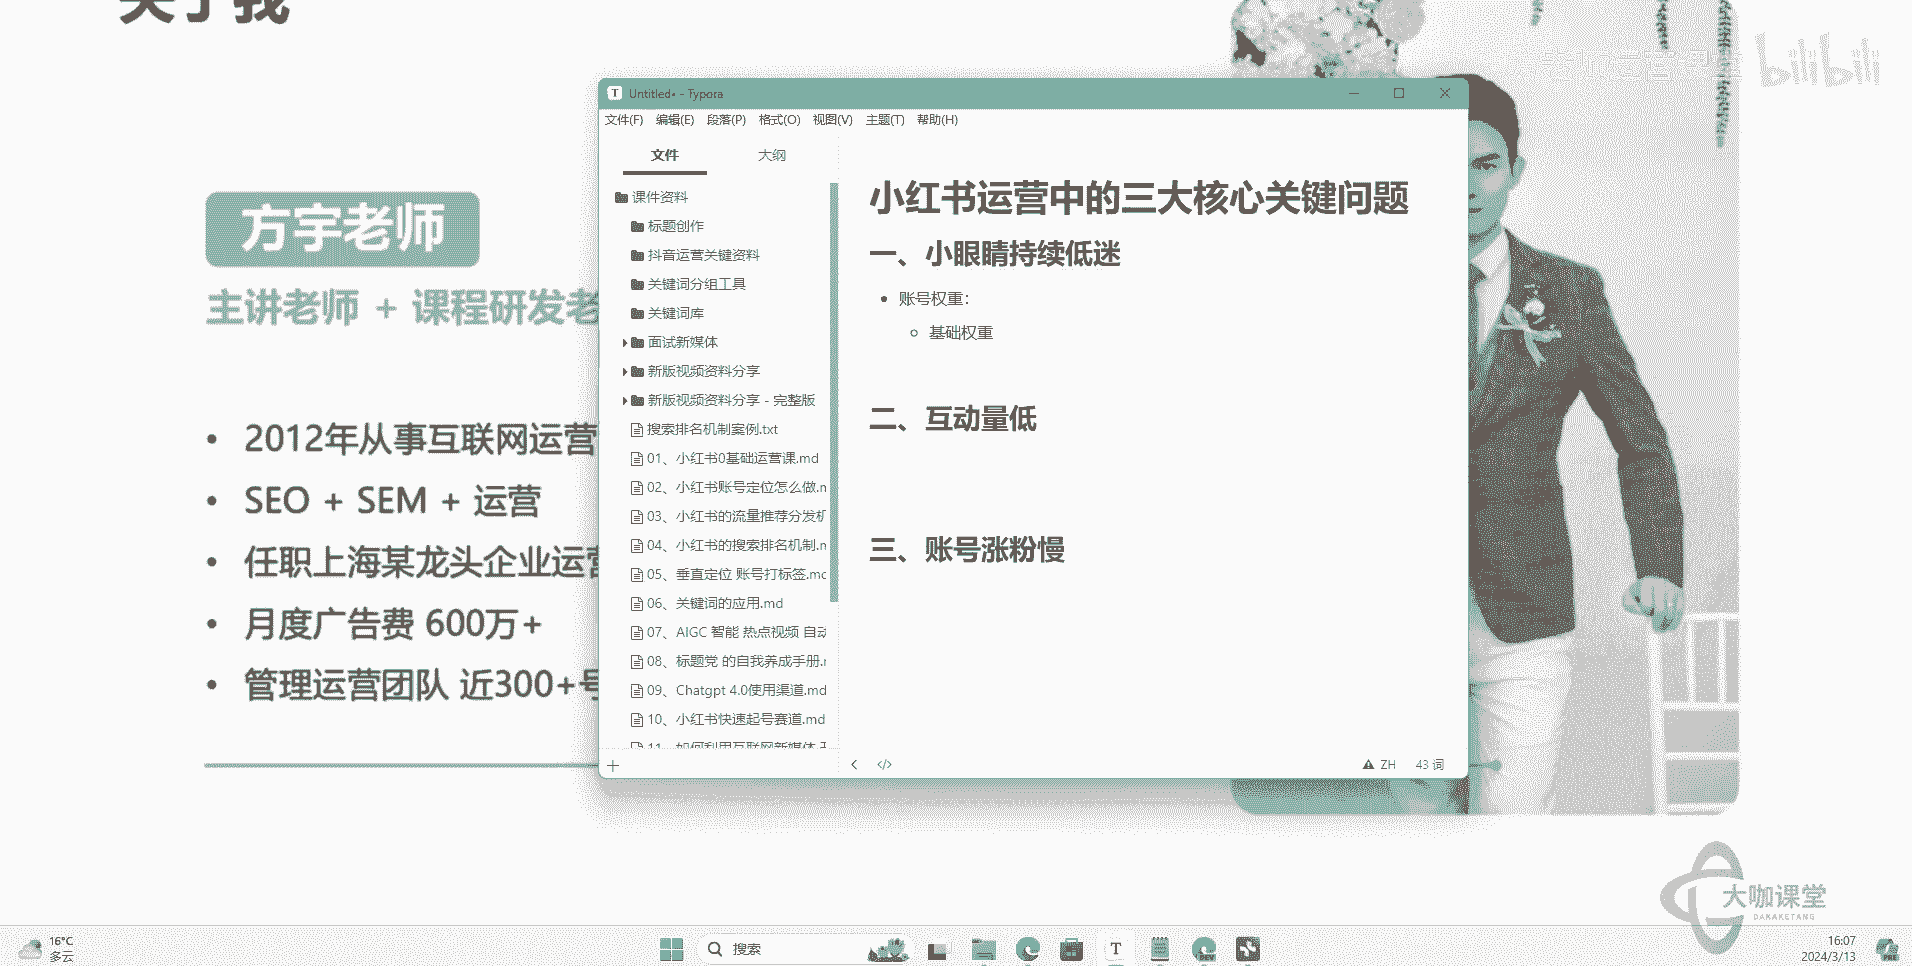 关于我
bilibili
方宇老师
主讲老师 + 课程研发老
2012年从事互联网运营
SEO + SEM + 运营
任职上海某龙头企业运营
月度广告费 600万+
管理运营团队 近300+号
Untitled• - Typora
文件(F) 编辑(E) 段落(P) 格式(O) 视图(V) 主题(T) 帮助(H)
文件 大纲
课件资料
标题创作
抖音运营关键资料
关键词分组工具
关键词库
面试新媒体
新版视频资料分享
新版视频资料分享 - 完整版
搜索排名机制案例.txt
01、小红书0基础运营课.md
02、小红书账号定位怎么做.m
03、小红书的流量推荐分发机
04、小红书的搜索排名机制.m
05、垂直定位 账号打标签.md
06、关键词的应用.md
07、AIGC 智能 热点视频 自动
08、标题党 的自我养成手册.m
09、Chatgpt 4.0使用渠道.md
10、小红书快速起号赛道.md
11、如何利用互联网新媒体
小红书运营中的三大核心关键问题
一、小眼睛持续低迷
账号权重：
基础权重
二、互动量低
三、账号涨粉慢
ZH 43 词
大咖课堂
DAKAKETANG
16°C
多云
搜索
16:07
2024/3/13